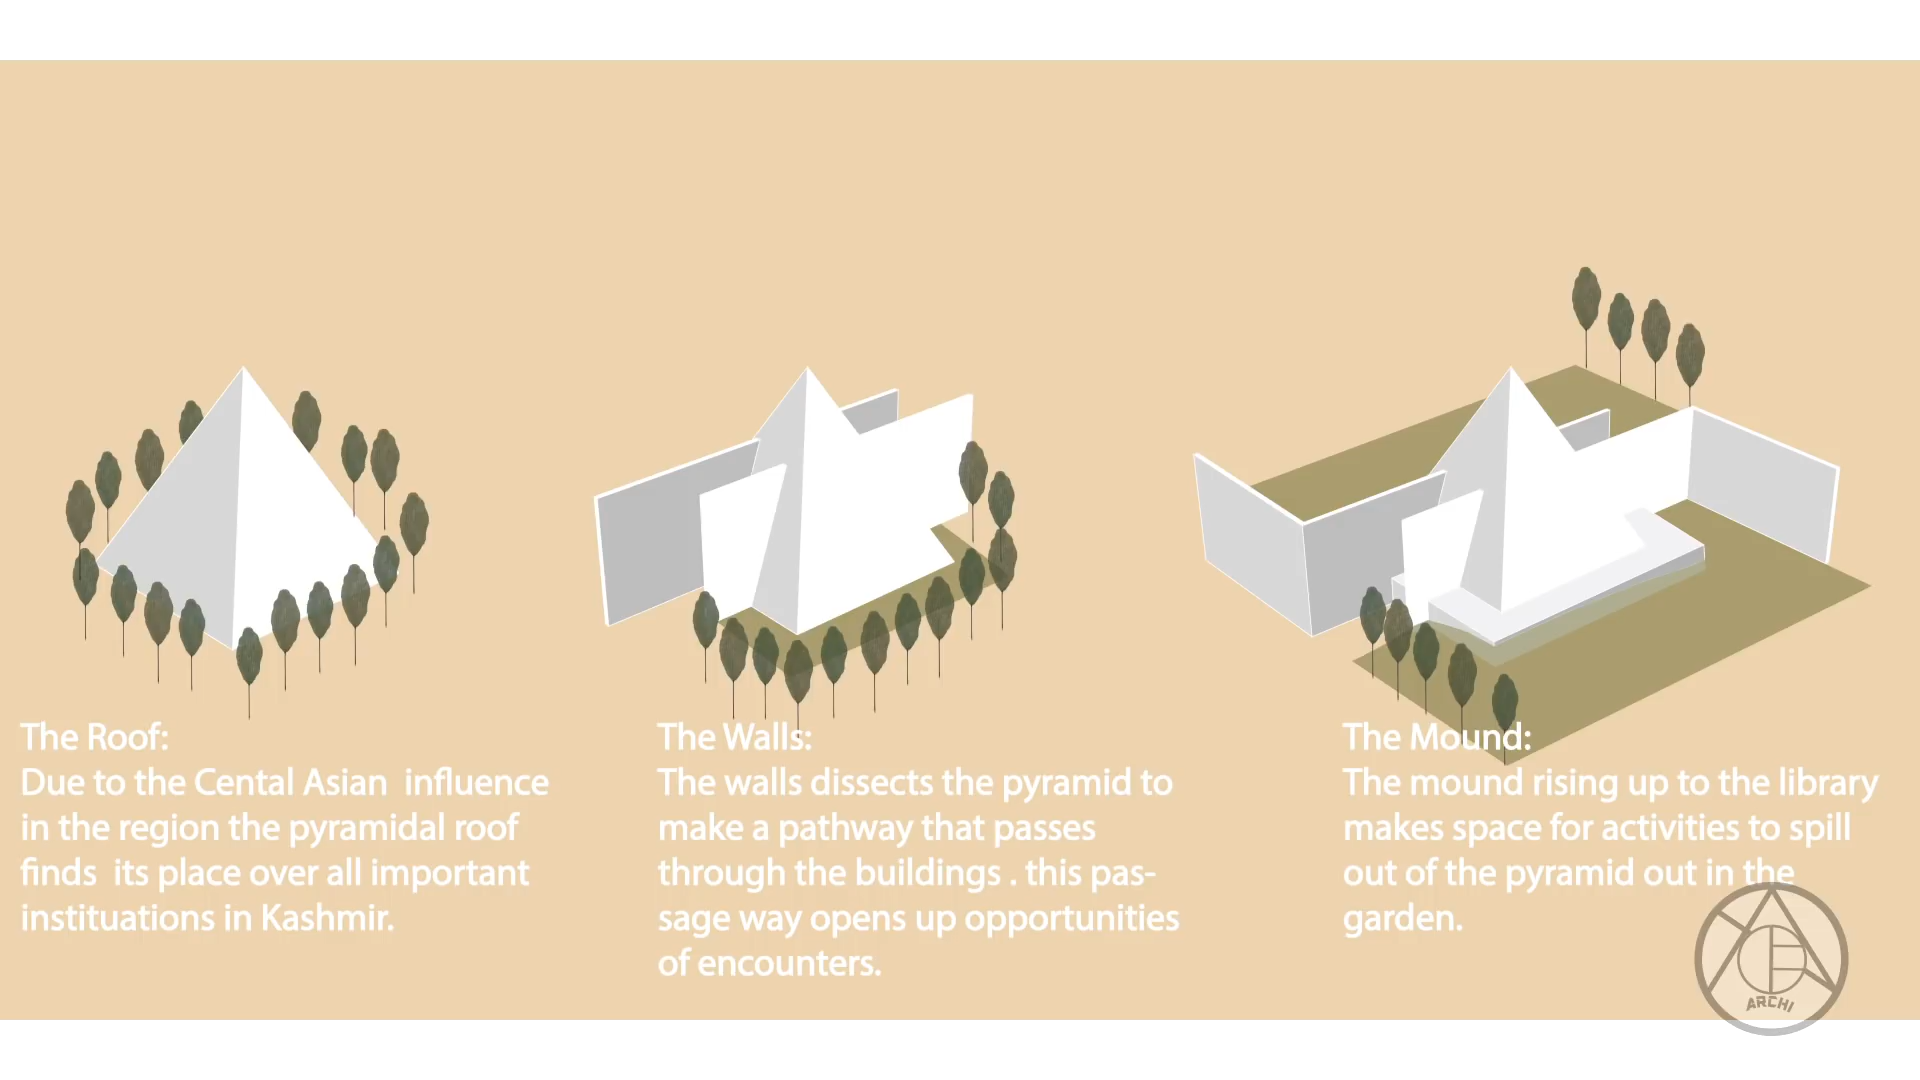 The Roof:
Due to the Cental Asian  influence
in the region the pyramidal roof
finds  its place over all important
instituations in Kashmir.
The Walls:
The walls dissects the pyramid to
make a pathway that passes
through the buildings . this pas-
sage way opens up opportunities
of encounters.
The Mound:
The mound rising up to the library
makes space for activities to spill
out of the pyramid out in the
garden.
ARCHI